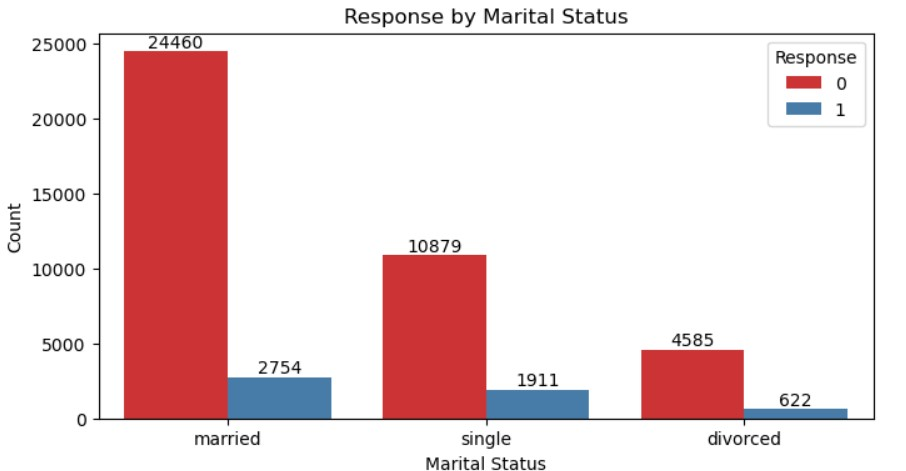 Response by Marital Status
Count
25000
20000
15000
10000
5000
0
24460
2754
10879
1911
4585
622
Response
0
1
married
single
divorced
Marital Status